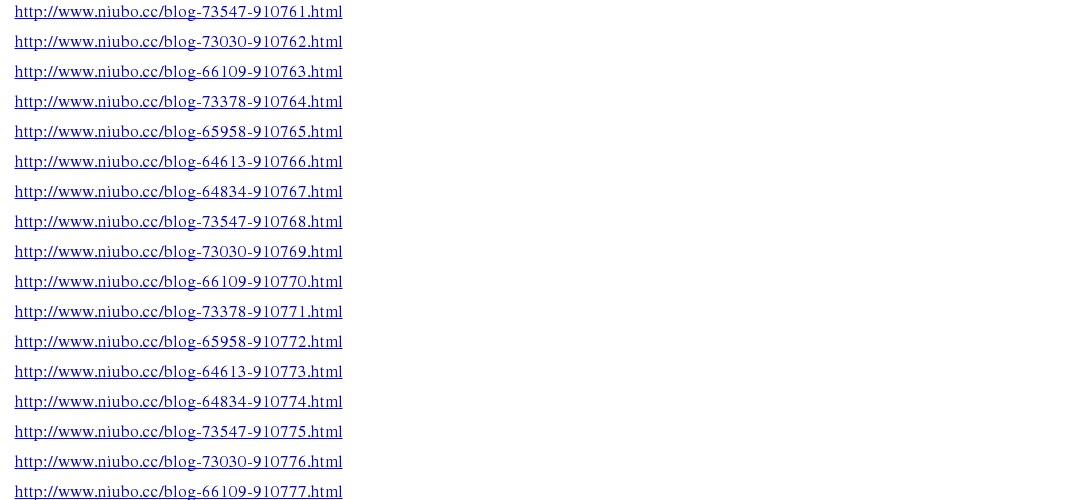 http://www.niubo.cc/blog-73547-910761.html
http://www.niubo.cc/blog-73030-910762.html
http://www.niubo.cc/blog-66109-910763.html
http://www.niubo.cc/blog-73378-910764.html
http://www.niubo.cc/blog-65958-910765.html
http://www.niubo.cc/blog-64613-910766.html
http://www.niubo.cc/blog-64834-910767.html
http://www.niubo.cc/blog-73547-910768.html
http://www.niubo.cc/blog-73030-910769.html
http://www.niubo.cc/blog-66109-910770.html
http://www.niubo.cc/blog-73378-910771.html
http://www.niubo.cc/blog-65958-910772.html
http://www.niubo.cc/blog-64613-910773.html
http://www.niubo.cc/blog-64834-910774.html
http://www.niubo.cc/blog-73547-910775.html
http://www.niubo.cc/blog-73030-910776.html
http://www.niubo.cc/blog-66109-910777.html